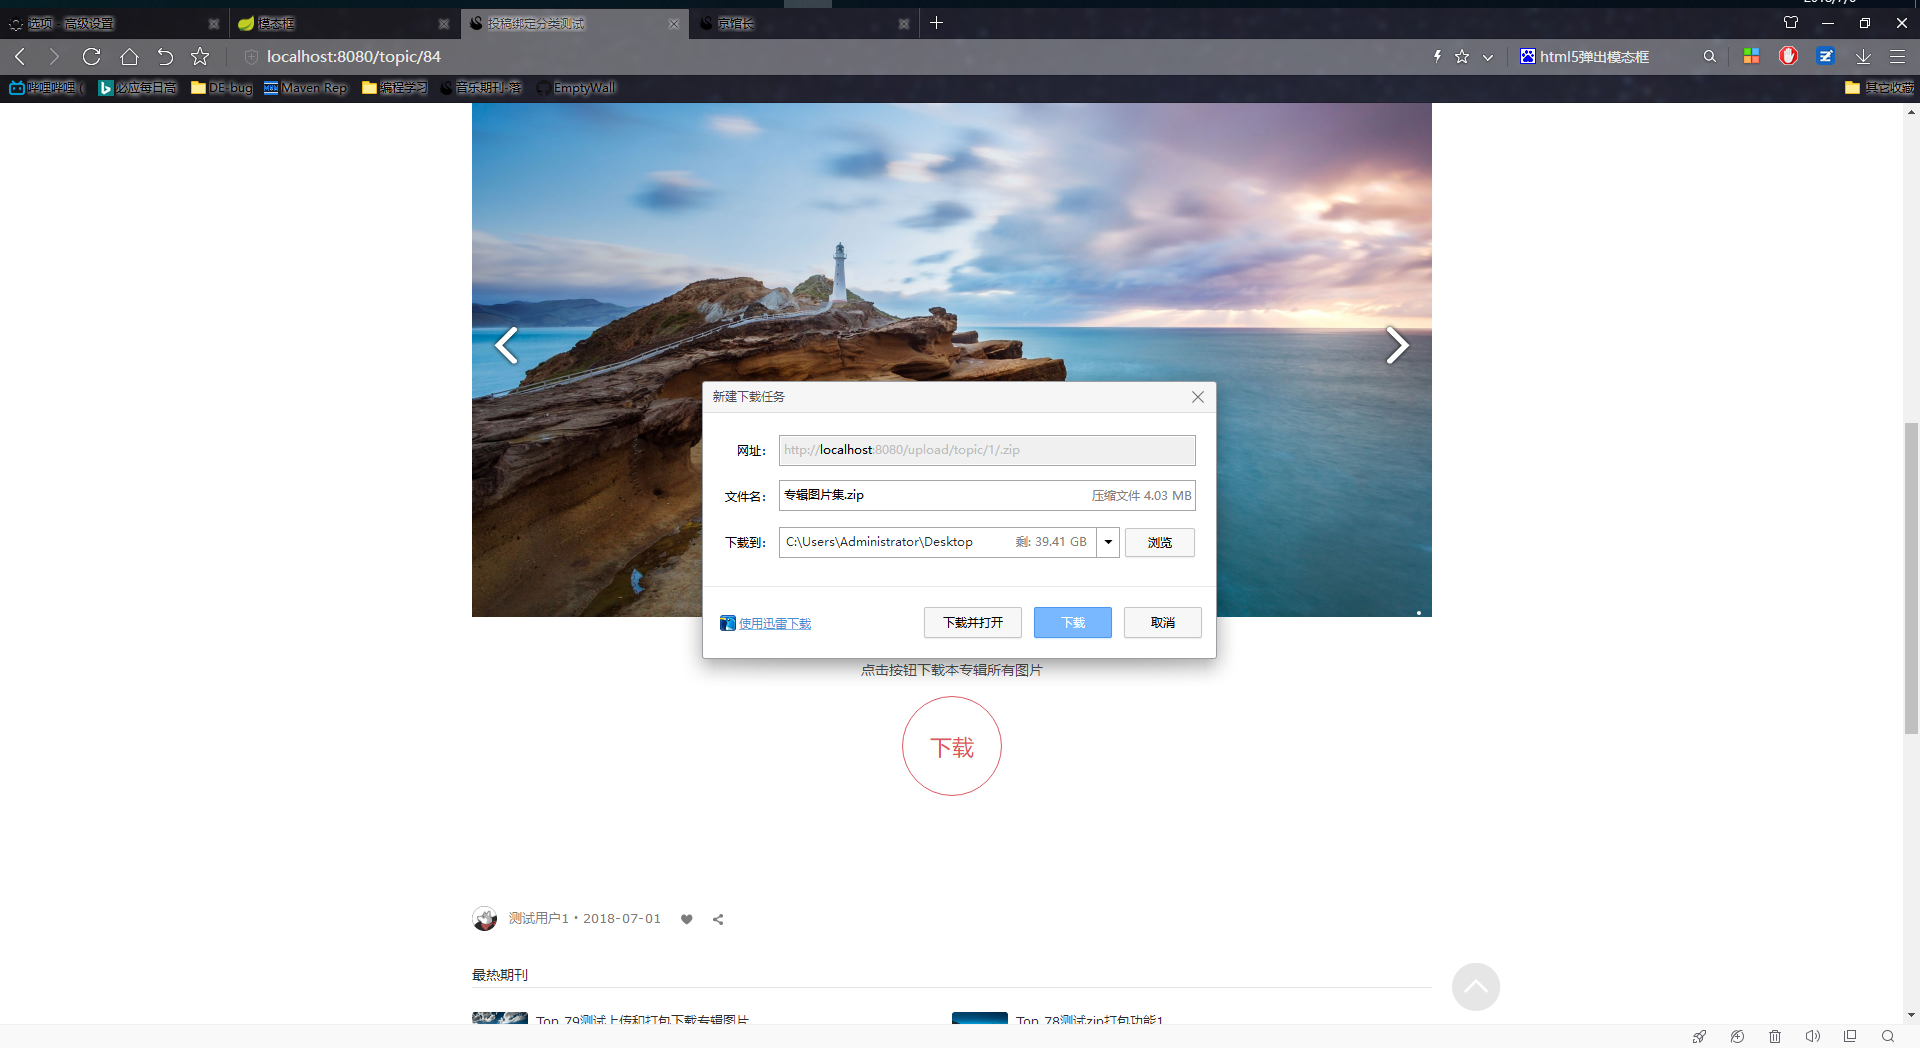 选项 - 高级设置
模态框
投稿绑定分类测试
京馆长
localhost:8080/topic/84
html5弹出模态框
哔哩哔哩 (
必应每日高
DE-bug
Maven Rep
编程学习
音乐期刊-落
EmptyWall
其它收藏
新建下载任务
网址：
http://localhost:8080/upload/topic/1/.zip
文件名：
专辑图片集.zip
压缩文件 4.03 MB
下载到：
C:\Users\Administrator\Desktop
剩: 39.41 GB
浏览
使用迅雷下载
下载并打开
下载
取消
点击按钮下载本专辑所有图片
下载
测试用户1・2018-07-01
最热期刊
Top. 79测试上传和打包下载专辑图片
Top. 78测试zip打包功能1